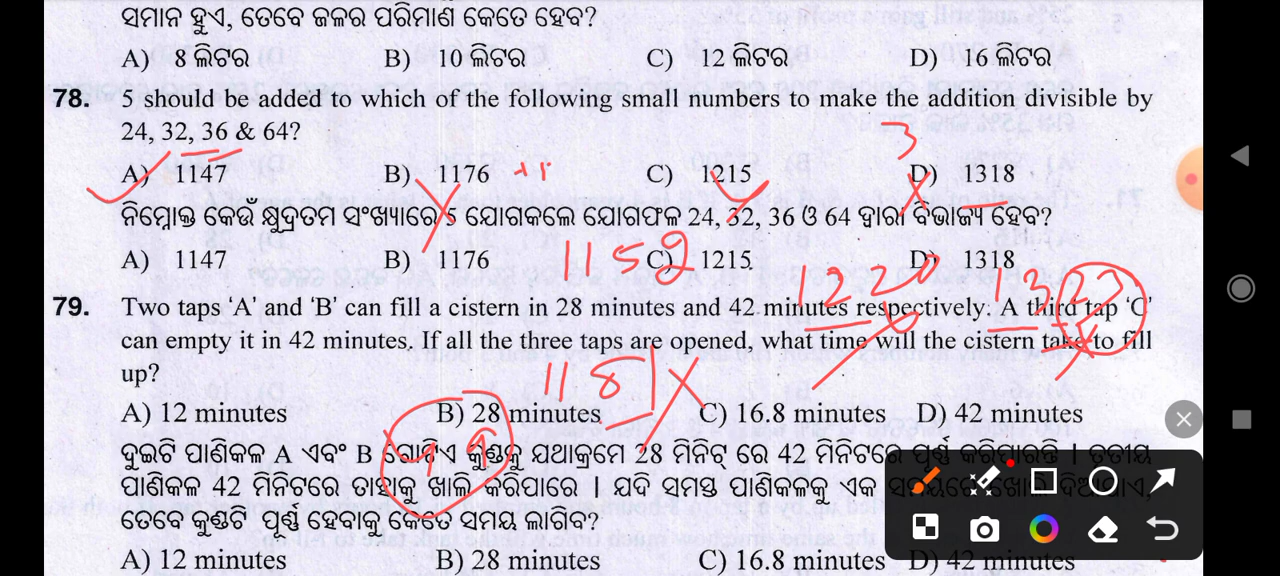 ସମାନ ହୁଏ, ତେବେ ଜଳର ପରିମାଣ କେତେ ହେବ?
A) 8 ଲିଟର B) 10 ଲିଟର C) 12 ଲିଟର D) 16 ଲିଟର
78. 5 should be added to which of the following small numbers to make the addition divisible by
24, 32, 36 & 64?
3
A) 1147 B) 1176 +1 C) 1215 D) 1318
ନିମ୍ନୋକ୍ତ କେଉଁ କ୍ଷୁଦ୍ରତମ ସଂଖ୍ୟାରେ 5 ଯୋଗକଲେ ଯୋଗଫଳ 24, 32, 36 ଓ 64 ଦ୍ୱାରା ବିଭାଜ୍ୟ ହେବ?
A) 1147 B) 1176 C) 1215 D) 1318
1152
1220
1323
79. Two taps 'A' and 'B' can fill a cistern in 28 minutes and 42 minutes respectively. A third tap 'C'
can empty it in 42 minutes. If all the three taps are opened, what time will the cistern take to fill
up?
1181
A) 12 minutes B) 28 minutes C) 16.8 minutes D) 42 minutes
ଦୁଇଟି ପାଣିକଳ A ଏବଂ B ଗୋଟିଏ କୁଣ୍ଡକୁ ଯଥାକ୍ରମେ 28 ମିନିଟ୍ ରେ 42 ମିନିଟରେ ପୂର୍ଣ୍ଣ କରିପାରନ୍ତି । ତୃତୀୟ
ପାଣିକଳ 42 ମିନିଟରେ ତାହାକୁ ଖାଲି କରିପାରେ । ଯଦି ସମସ୍ତ ପାଣିକଳକୁ ଏକ
ତେବେ କୁଣ୍ଡଟି ପୂର୍ଣ୍ଣ ହେବାକୁ କେତେ ସମୟ ଲାଗିବ?
A) 12 minutes B) 28 minutes C) 16.8 minutes D) 42 minutes